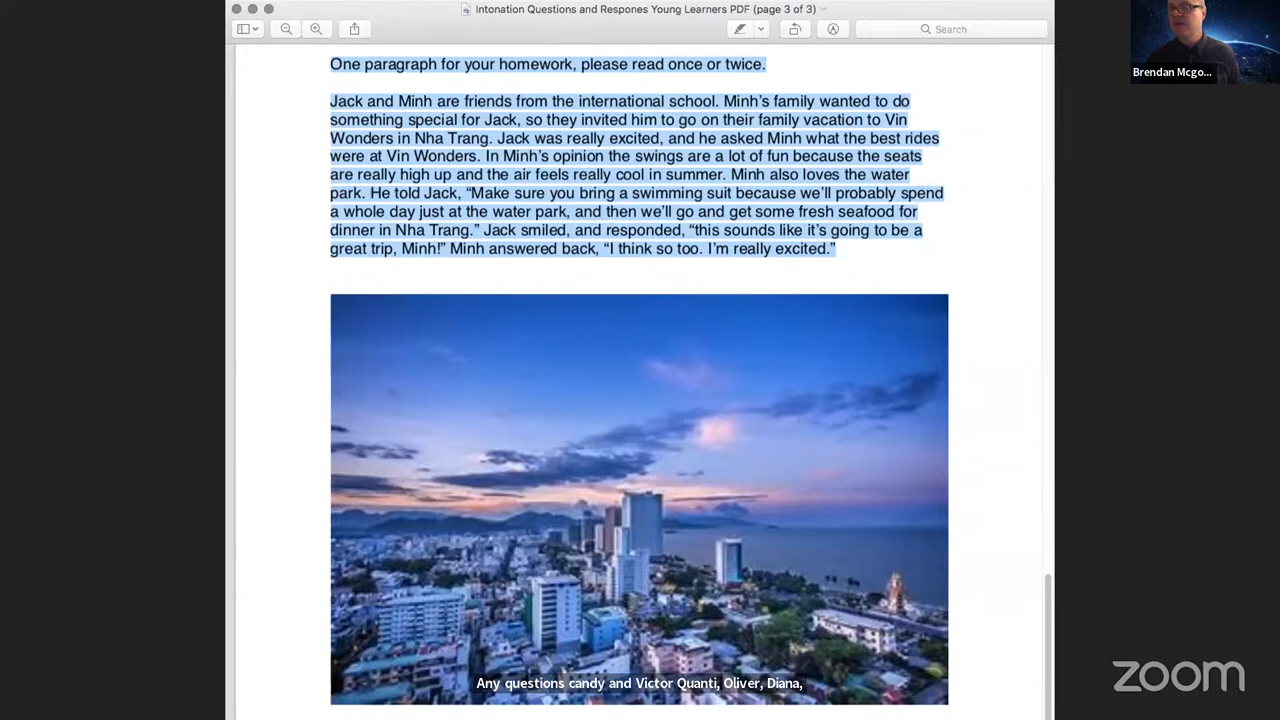 Intonation Questions and Respones Young Learners PDF (page 3 of 3)
Search
Brendan Mcgo...
One paragraph for your homework, please read once or twice.
Jack and Minh are friends from the international school. Minh’s family wanted to do
something special for Jack, so they invited him to go on their family vacation to Vin
Wonders in Nha Trang. Jack was really excited, and he asked Minh what the best rides
were at Vin Wonders. In Minh’s opinion the swings are a lot of fun because the seats
are really high up and the air feels really cool in summer. Minh also loves the water
park. He told Jack, “Make sure you bring a swimming suit because we’ll probably spend
a whole day just at the water park, and then we’ll go and get some fresh seafood for
dinner in Nha Trang.” Jack smiled, and responded, “this sounds like it’s going to be a
great trip, Minh!” Minh answered back, “I think so too. I’m really excited.”
Any questions candy and Victor Quanti, Oliver, Diana,
zoom